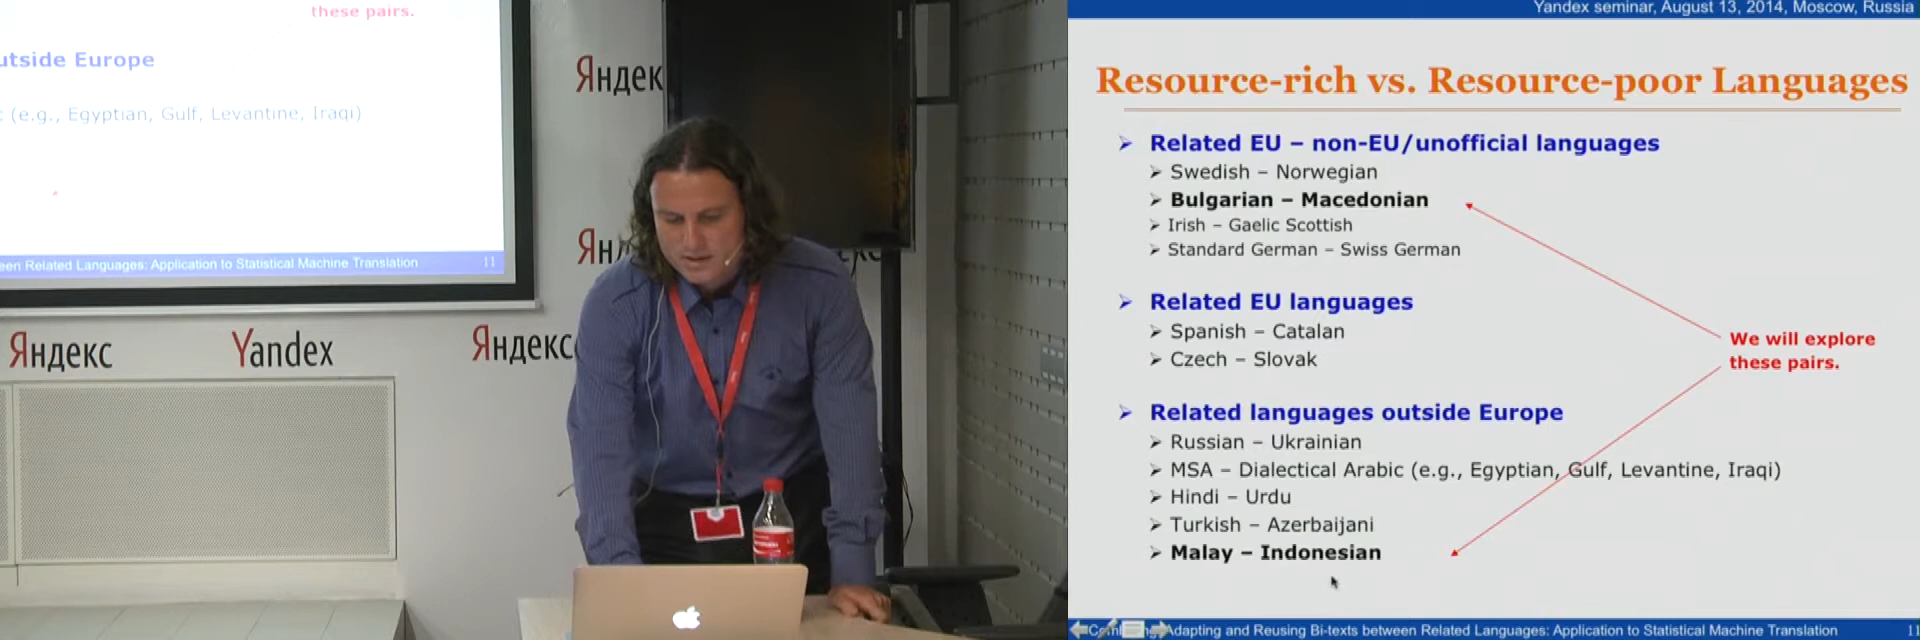 these pairs.
utside Europe
(e.g., Egyptian, Gulf, Levantine, Iraqi)
een Related Languages: Application to Statistical Machine Translation 11
Яндек
Ян
Яндекс
Yandex
Яндекс
Yandex seminar, August 13, 2014, Moscow, Russia
Resource-rich vs. Resource-poor Languages
Related EU – non-EU/unofficial languages
Swedish – Norwegian
Bulgarian – Macedonian
Irish – Gaelic Scottish
Standard German – Swiss German
Related EU languages
Spanish – Catalan
Czech – Slovak
We will explore
these pairs.
Related languages outside Europe
Russian – Ukrainian
MSA – Dialectical Arabic (e.g., Egyptian, Gulf, Levantine, Iraqi)
Hindi – Urdu
Turkish – Azerbaijani
Malay – Indonesian
Adapting and Reusing Bi-texts between Related Languages: Application to Statistical Machine Translation